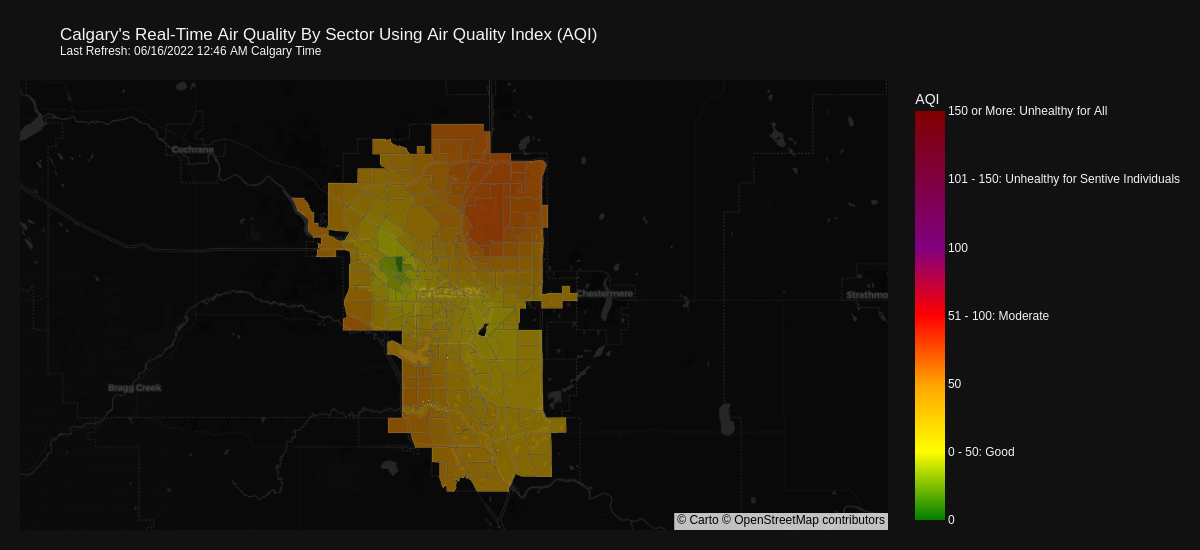 Calgary's Real-Time Air Quality By Sector Using Air Quality Index (AQI)
Last Refresh: 06/16/2022 12:46 AM Calgary Time
AQI
150 or More: Unhealthy for All
Cochrane
101 - 150: Unhealthy for Sentive Individuals
100
CALGARY
Chestermere
Strathmo
51 - 100: Moderate
50
Bragg Creek
0 - 50: Good
© Carto © OpenStreetMap contributors
0